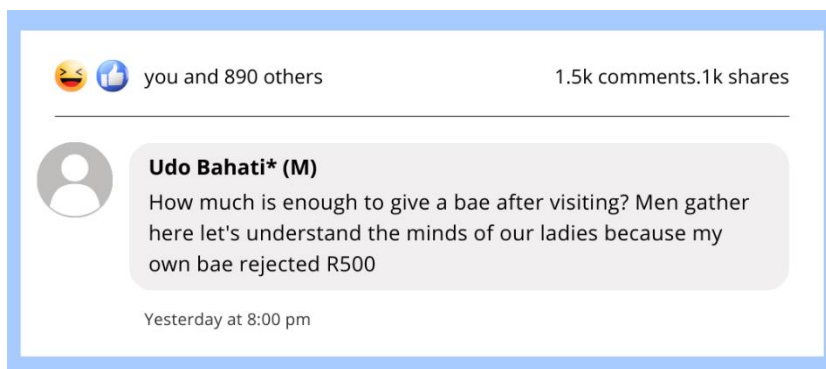 you and 890 others 1.5k comments.1k shares
Udo Bahati* (M)
How much is enough to give a bae after visiting? Men gather
here let's understand the minds of our ladies because my
own bae rejected R500
Yesterday at 8:00 pm